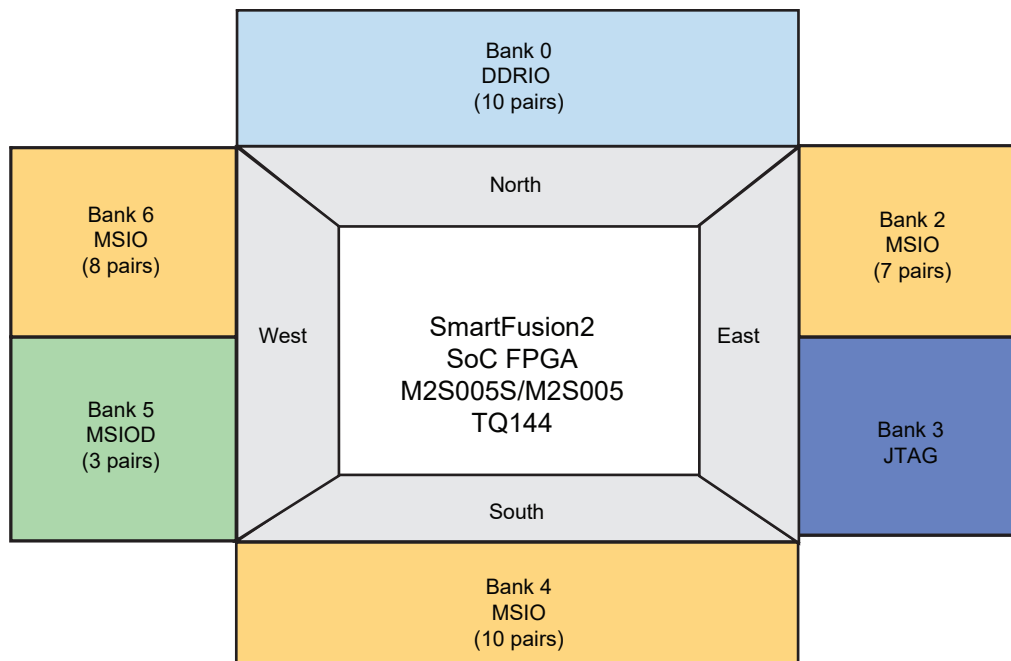 Bank 0
DDRIO
(10 pairs)
North
Bank 6
MSIO
(8 pairs)
Bank 2
MSIO
(7 pairs)
West
SmartFusion2
SoC FPGA
M2S005S/M2S005
TQ144
East
Bank 5
MSIOD
(3 pairs)
Bank 3
JTAG
South
Bank 4
MSIO
(10 pairs)